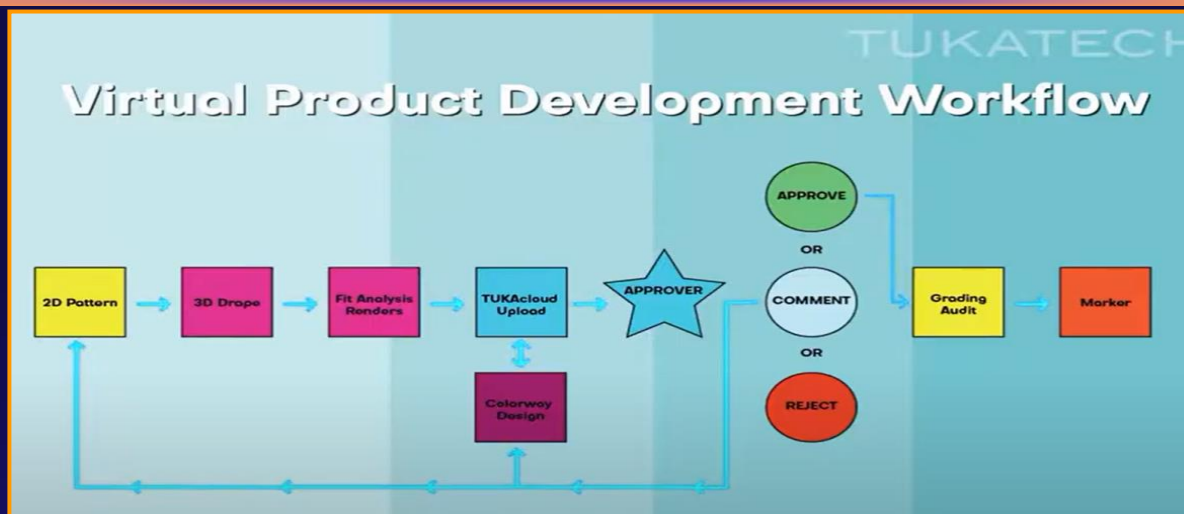 TUKATECH
Virtual Product Development Workflow
APPROVE
OR
2D Pattern
3D Drape
Fit Analysis
Renders
TUKAcloud
Upload
APPROVER
COMMENT
Grading
Audit
Marker
OR
Colorway
Design
REJECT